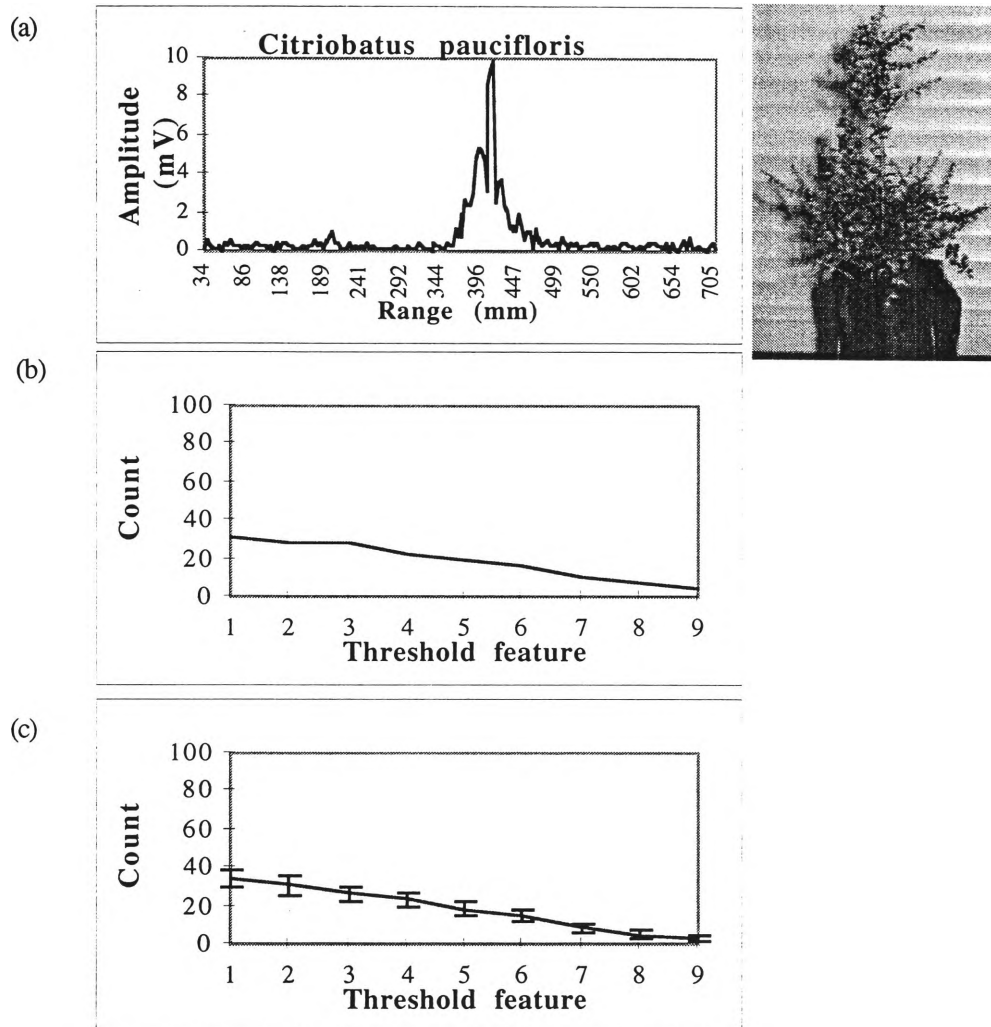 (a)
Citriobatus paucifloris
Amplitude (mV)
10
8
6
4
2
0
34 86 138 189 241 292 344 396 447 499 550 602 654 705
Range (mm)
(b)
Count
100
80
60
40
20
0
1 2 3 4 5 6 7 8 9
Threshold feature
(c)
Count
100
80
60
40
20
0
1 2 3 4 5 6 7 8 9
Threshold feature